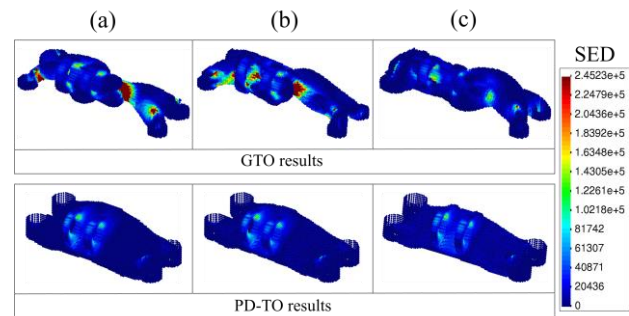 (a) (b) (c)
SED
2.4523e+5
2.2479e+5
2.0436e+5
1.8392e+5
1.6348e+5
1.4305e+5
1.2261e+5
1.0218e+5
81742
61307
40871
20436
0
GTO results
PD-TO results